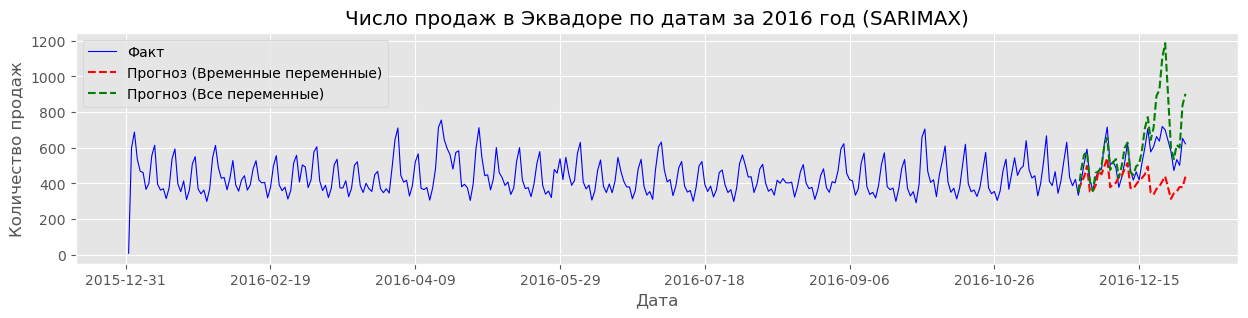 Число продаж в Эквадоре по датам за 2016 год (SARIMAX)
Количество продаж
1200
1000
800
600
400
200
0
Факт
Прогноз (Временные переменные)
Прогноз (Все переменные)
2015-12-31
2016-02-19
2016-04-09
2016-05-29
2016-07-18
2016-09-06
2016-10-26
2016-12-15
Дата